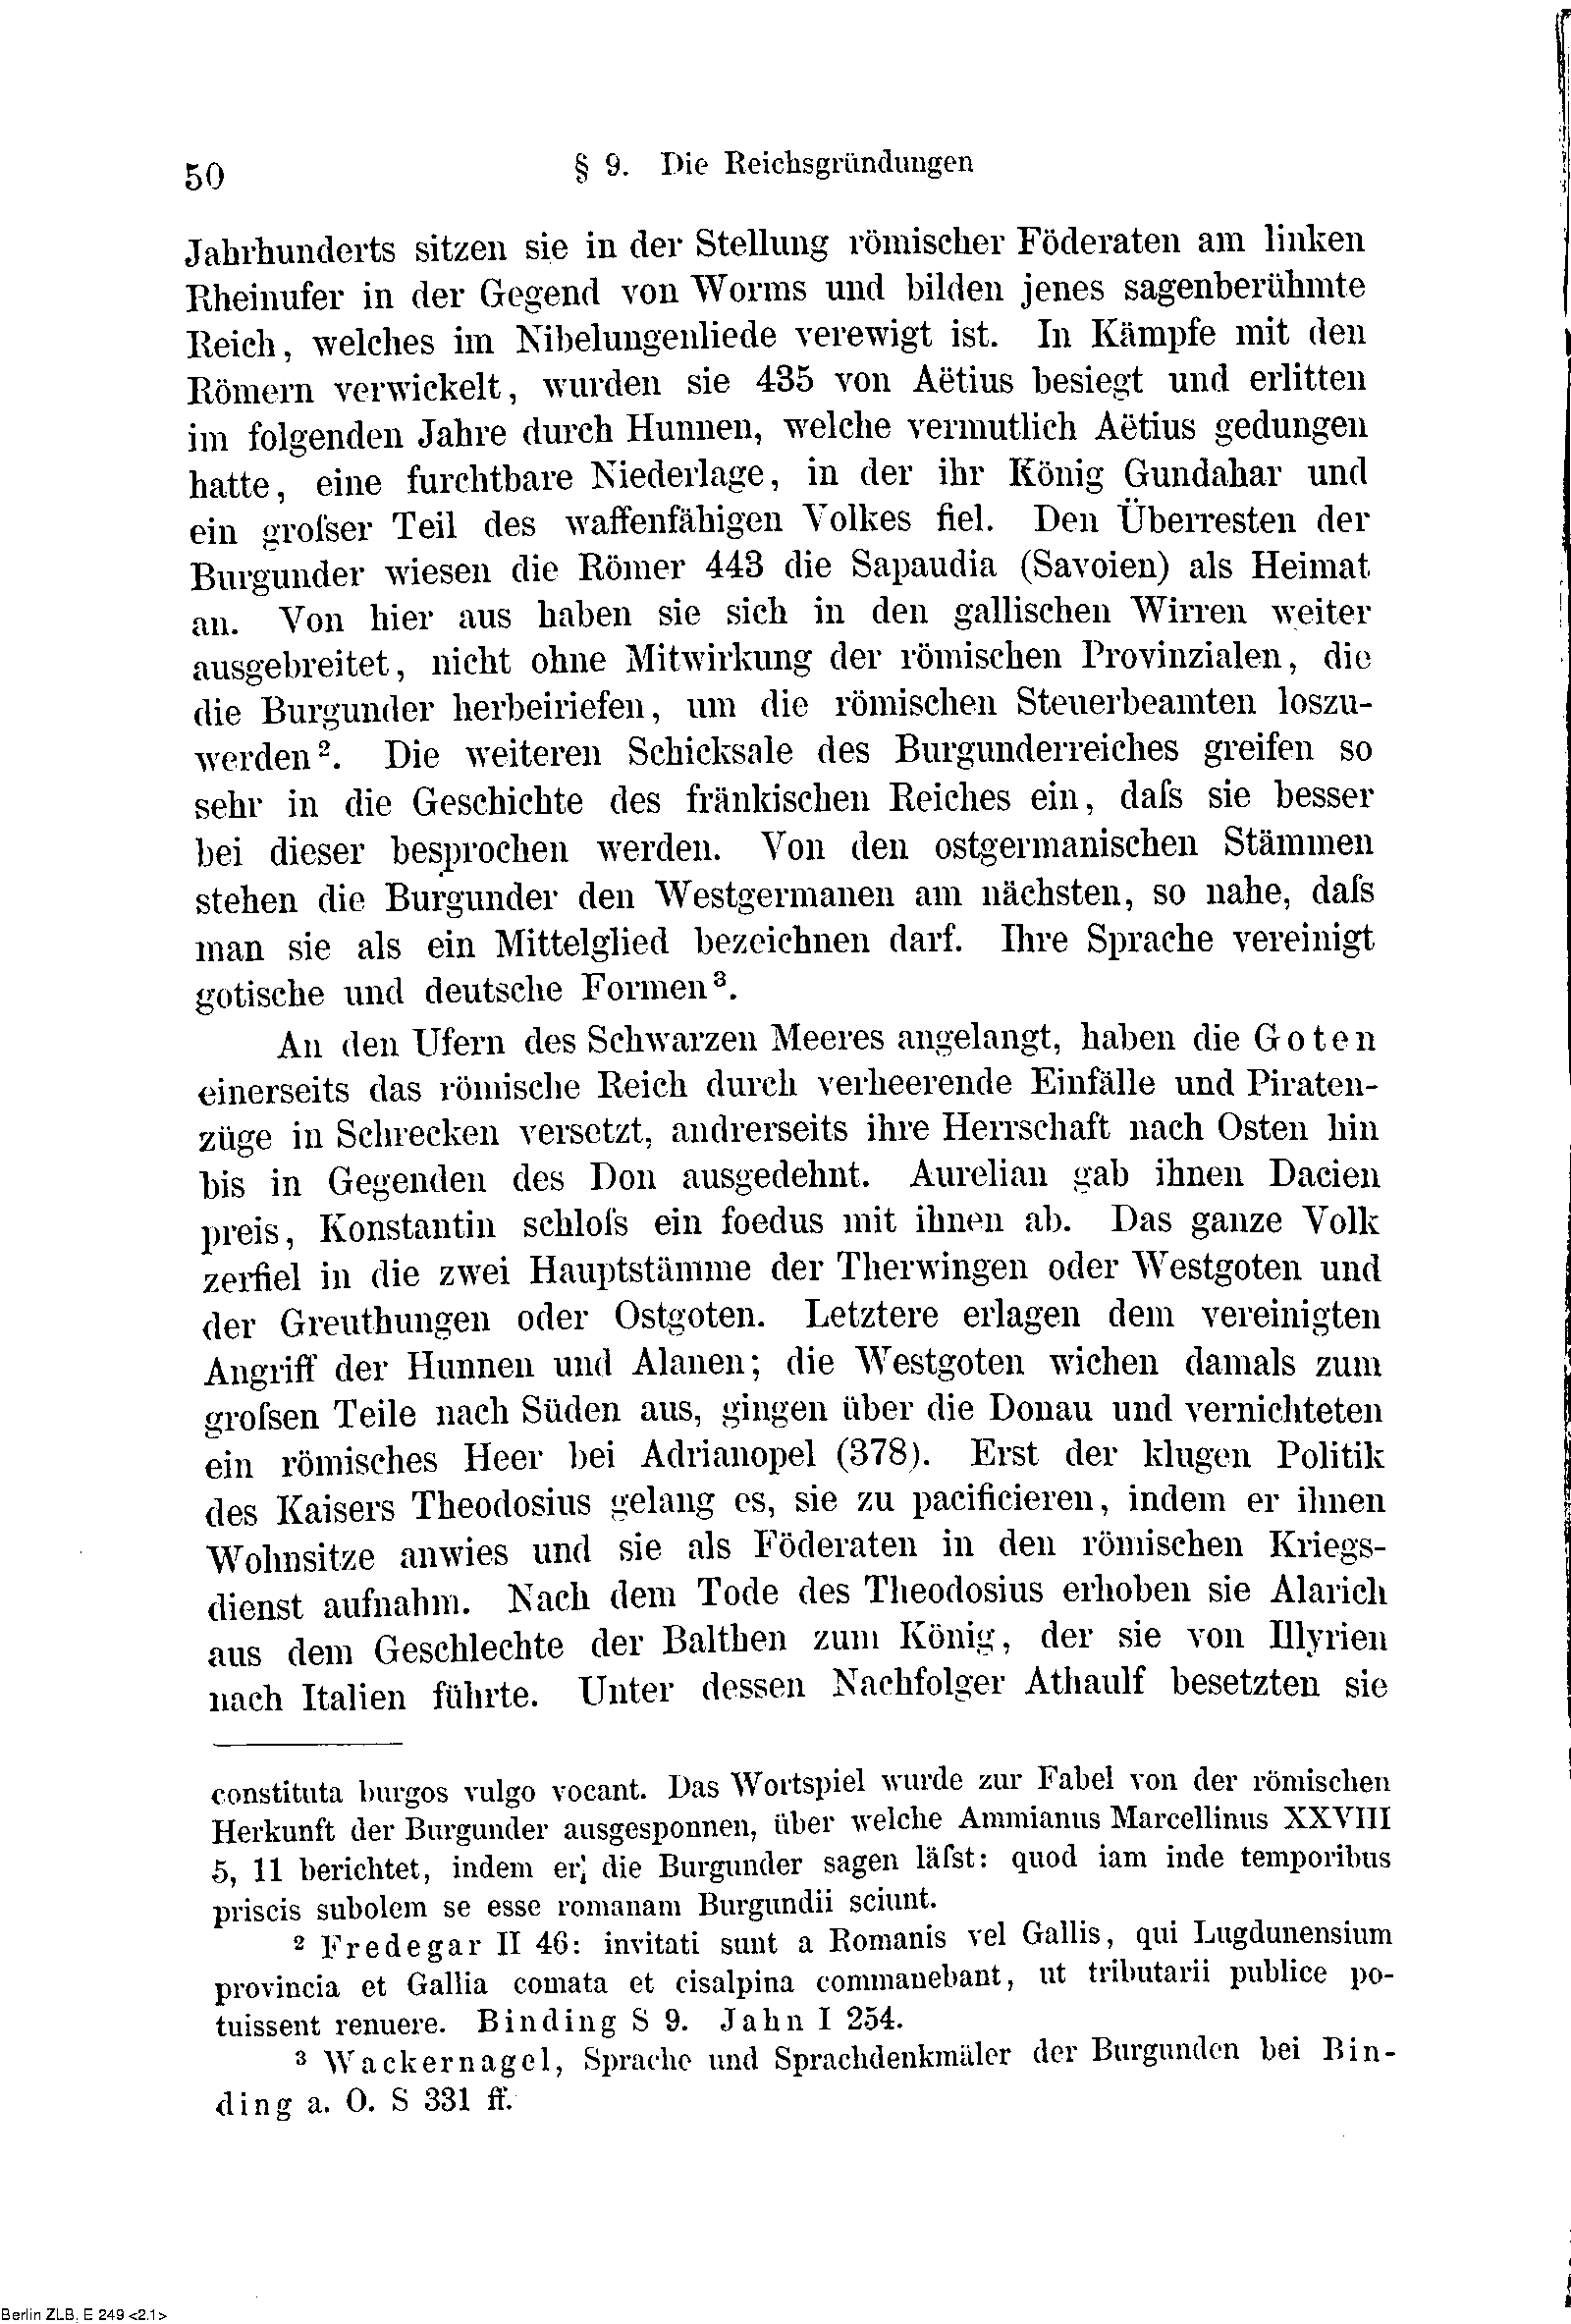 50
§ 9. Die Reichsgründungen
Jahrhunderts sitzen sie in der Stellung römischer Föderaten am linken
Rheinufer in der Gegend von Worms und bilden jenes sagenberühmte
Reich, welches im Nibelungenliede verewigt ist. In Kämpfe mit den
Römern verwickelt, wurden sie 435 von Aëtius besiegt und erlitten
im folgenden Jahre durch Hunnen, welche vermutlich Aëtius gedungen
hatte, eine furchtbare Niederlage, in der ihr König Gundahar und
ein groſser Teil des waffenfähigen Volkes fiel. Den Überresten der
Burgunder wiesen die Römer 443 die Sapaudia (Savoien) als Heimat
an. Von hier aus haben sie sich in den gallischen Wirren weiter
ausgebreitet, nicht ohne Mitwirkung der römischen Provinzialen, die
die Burgunder herbeiriefen, um die römischen Steuerbeamten loszu-
werden². Die weiteren Schicksale des Burgunderreiches greifen so
sehr in die Geschichte des fränkischen Reiches ein, daſs sie besser
bei dieser besprochen werden. Von den ostgermanischen Stämmen
stehen die Burgunder den Westgermanen am nächsten, so nahe, daſs
man sie als ein Mittelglied bezeichnen darf. Ihre Sprache vereinigt
gotische und deutsche Formen³.
An den Ufern des Schwarzen Meeres angelangt, haben die Goten
einerseits das römische Reich durch verheerende Einfälle und Piraten-
züge in Schrecken versetzt, andrerseits ihre Herrschaft nach Osten hin
bis in Gegenden des Don ausgedehnt. Aurelian gab ihnen Dacien
preis, Konstantin schloſs ein foedus mit ihnen ab. Das ganze Volk
zerfiel in die zwei Hauptstämme der Therwingen oder Westgoten und
der Greuthungen oder Ostgoten. Letztere erlagen dem vereinigten
Angriff der Hunnen und Alanen; die Westgoten wichen damals zum
groſsen Teile nach Süden aus, gingen über die Donau und vernichteten
ein römisches Heer bei Adrianopel (378). Erst der klugen Politik
des Kaisers Theodosius gelang es, sie zu pacificieren, indem er ihnen
Wohnsitze anwies und sie als Föderaten in den römischen Kriegs-
dienst aufnahm. Nach dem Tode des Theodosius erhoben sie Alarich
aus dem Geschlechte der Balthen zum König, der sie von Illyrien
nach Italien führte. Unter dessen Nachfolger Athaulf besetzten sie
constituta burgos vulgo vocant. Das Wortspiel wurde zur Fabel von der römischen
Herkunft der Burgunder ausgesponnen, über welche Ammianus Marcellinus XXVIII
5, 11 berichtet, indem er die Burgunder sagen läſst: quod iam inde temporibus
priscis subolem se esse romanam Burgundii sciunt.
² Fredegar II 46: invitati sunt a Romanis vel Gallis, qui Lugdunensium
provincia et Gallia comata et cisalpina commanebant, ut tributarii publice po-
tuissent renuere. Binding S 9. Jahn I 254.
³ Wackernagel, Sprache und Sprachdenkmäler der Burgunden bei Bin-
ding a. O. S 331 ff.
Berlin ZLB, E 249 <2,1>